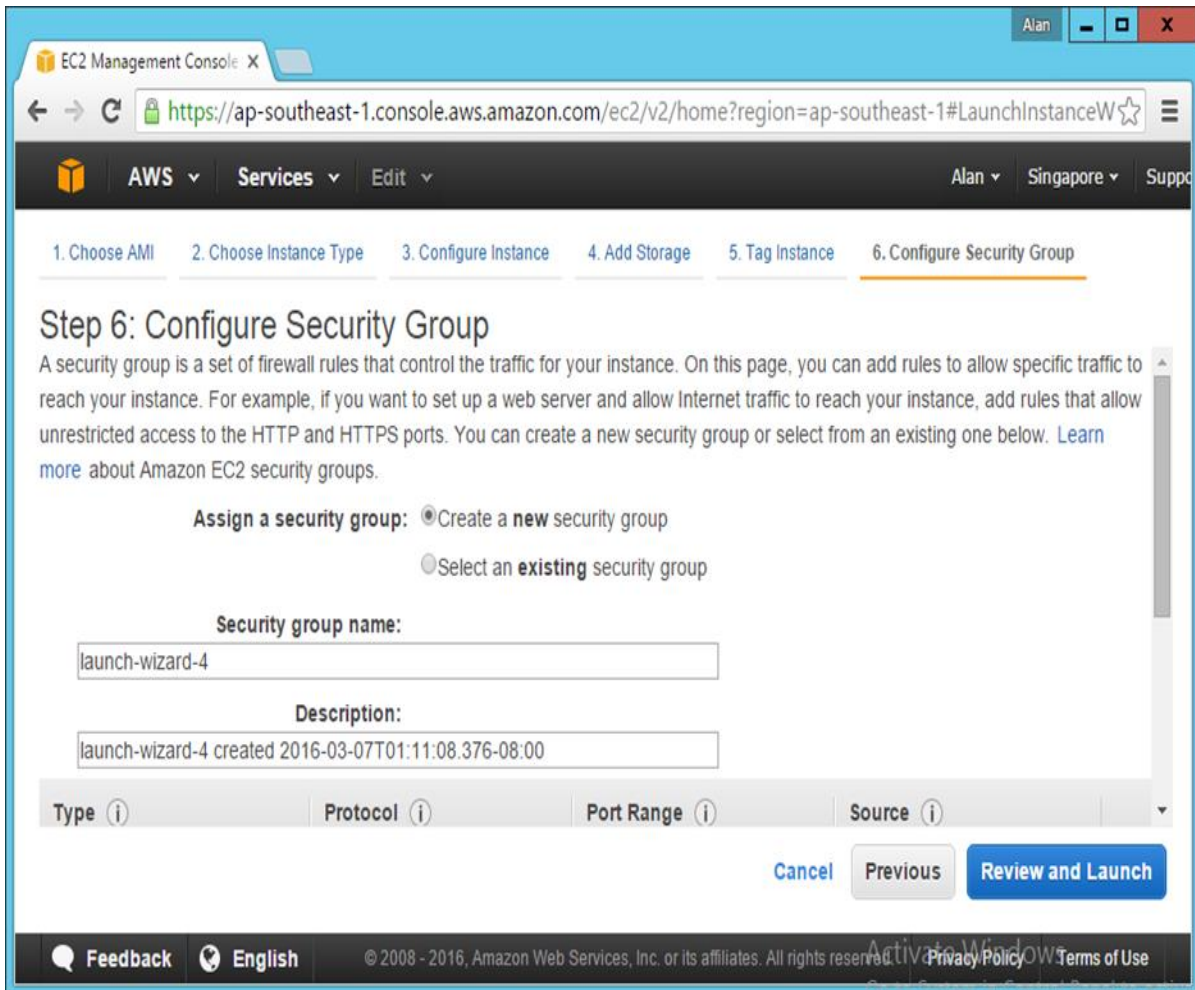 Alan
EC2 Management Console
https://ap-southeast-1.console.aws.amazon.com/ec2/v2/home?region=ap-southeast-1#LaunchInstanceW
AWS Services Edit Alan Singapore Suppo
1. Choose AMI 2. Choose Instance Type 3. Configure Instance 4. Add Storage 5. Tag Instance 6. Configure Security Group
Step 6: Configure Security Group
A security group is a set of firewall rules that control the traffic for your instance. On this page, you can add rules to allow specific traffic to
reach your instance. For example, if you want to set up a web server and allow Internet traffic to reach your instance, add rules that allow
unrestricted access to the HTTP and HTTPS ports. You can create a new security group or select from an existing one below. Learn
more about Amazon EC2 security groups.
Assign a security group: Create a new security group
Select an existing security group
Security group name:
launch-wizard-4
Description:
launch-wizard-4 created 2016-03-07T01:11:08.376-08:00
Type Protocol Port Range Source
Cancel Previous Review and Launch
Feedback English © 2008 - 2016, Amazon Web Services, Inc. or its affiliates. All rights reserved. Privacy Policy Terms of Use
Activate Windows